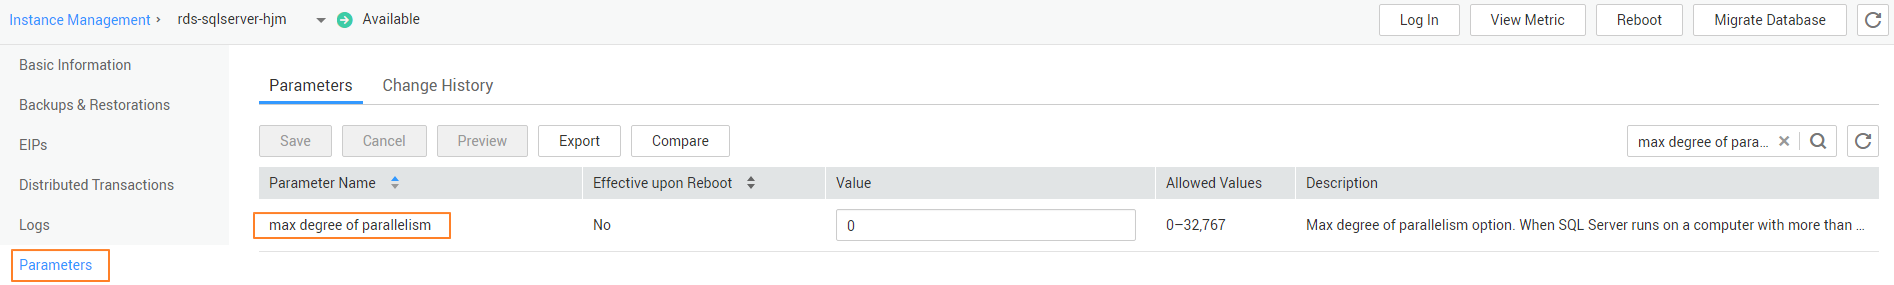 Instance Management › rds-sqlserver-hjm Available Log In View Metric Reboot Migrate Database
Basic Information
Backups & Restorations
EIPs
Distributed Transactions
Logs
Parameters
Parameters Change History
Save Cancel Preview Export Compare max degree of para...
Parameter Name Effective upon Reboot Value Allowed Values Description
max degree of parallelism No 0 0–32,767 Max degree of parallelism option. When SQL Server runs on a computer with more than ...